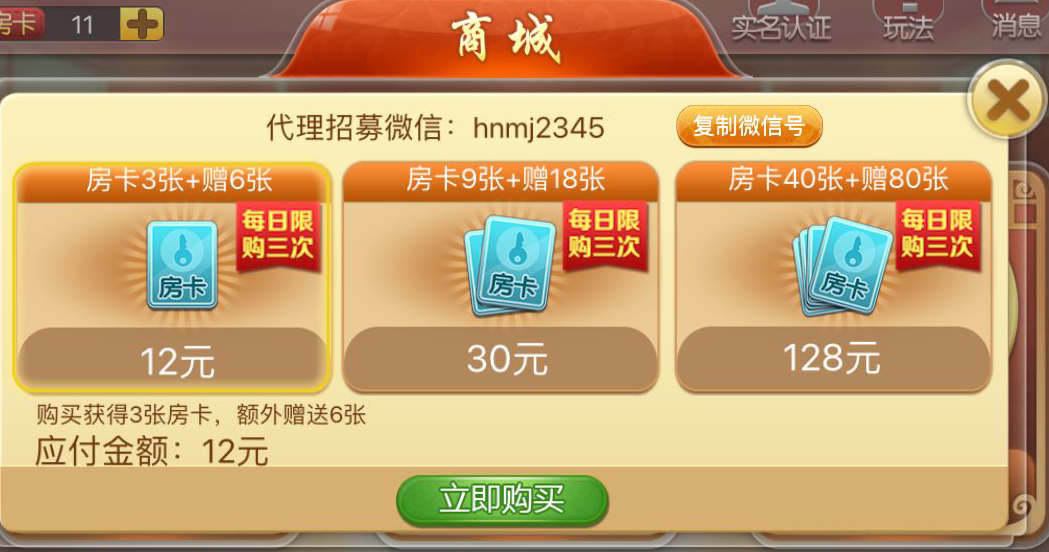 房卡 11
商城
实名认证
玩法
消息
代理招募微信：hnmj2345
复制微信号
房卡3张+赠6张
每日限
购三次
房卡
12元
房卡9张+赠18张
每日限
购三次
房卡
30元
房卡40张+赠80张
每日限
购三次
房卡
128元
购买获得3张房卡，额外赠送6张
应付金额：12元
立即购买